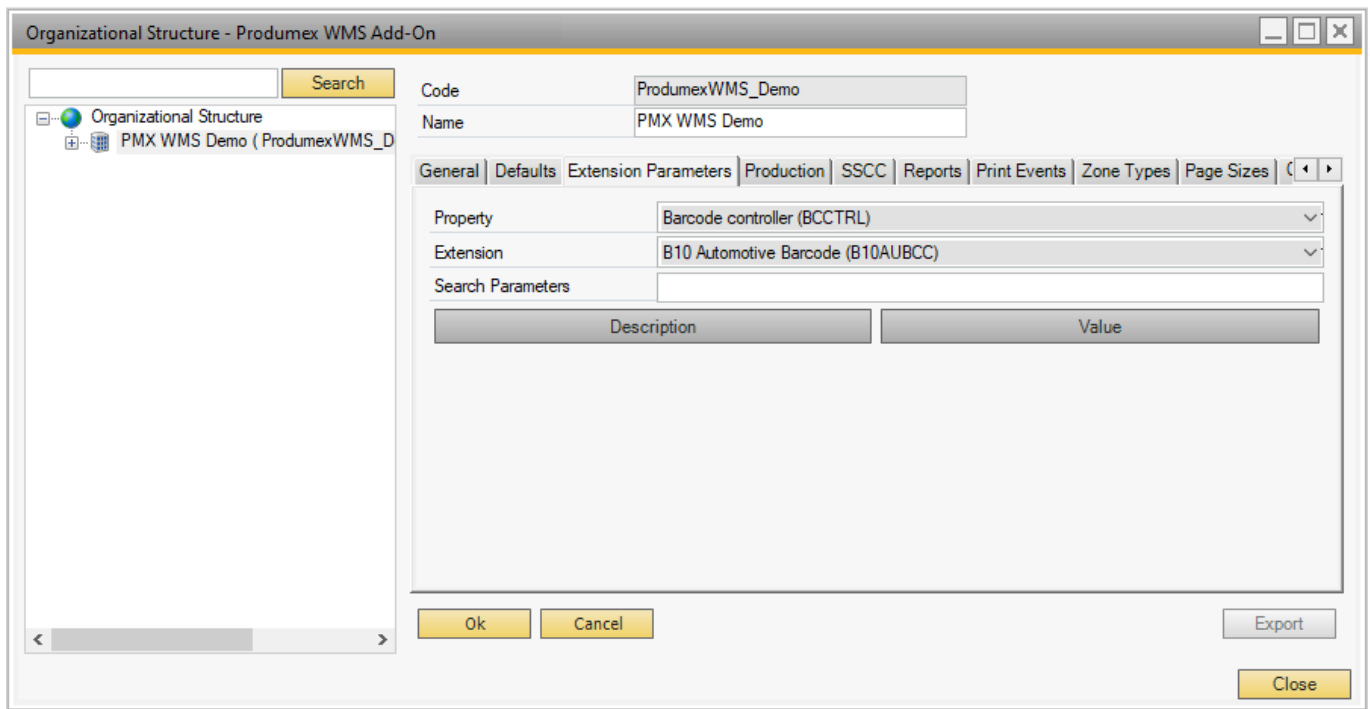 Organizational Structure - Produmex WMS Add-On
Search
Organizational Structure
PMX WMS Demo ( ProdumexWMS_D
Code
ProdumexWMS_Demo
Name
PMX WMS Demo
General Defaults Extension Parameters Production SSCC Reports Print Events Zone Types Page Sizes
Property
Barcode controller (BCCTRL)
Extension
B10 Automotive Barcode (B10AUBCC)
Search Parameters
Description Value
Ok Cancel Export
Close